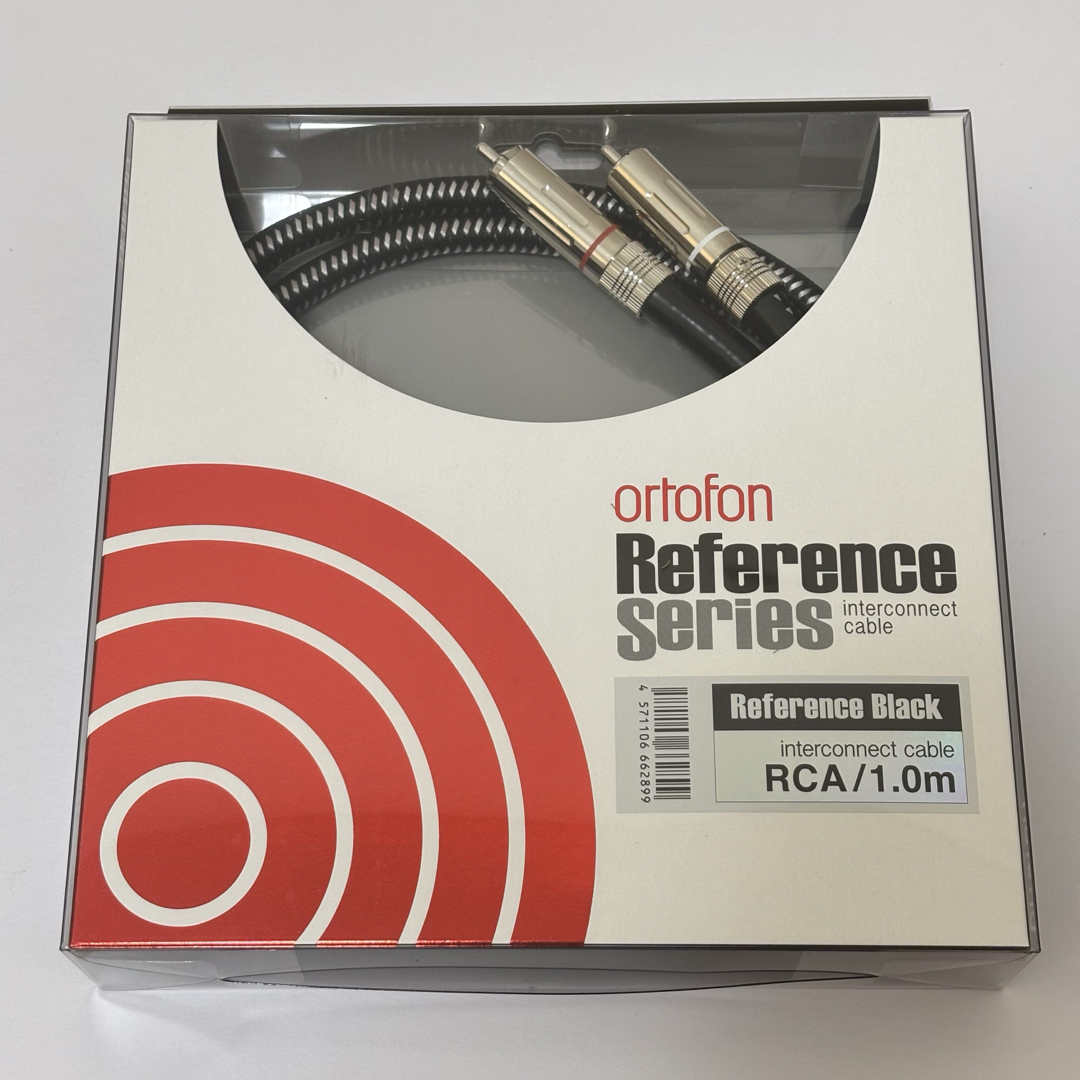 ortofon
Reference
series
interconnect
cable
4 571106 662899
Reference Black
interconnect cable
RCA/1.0m